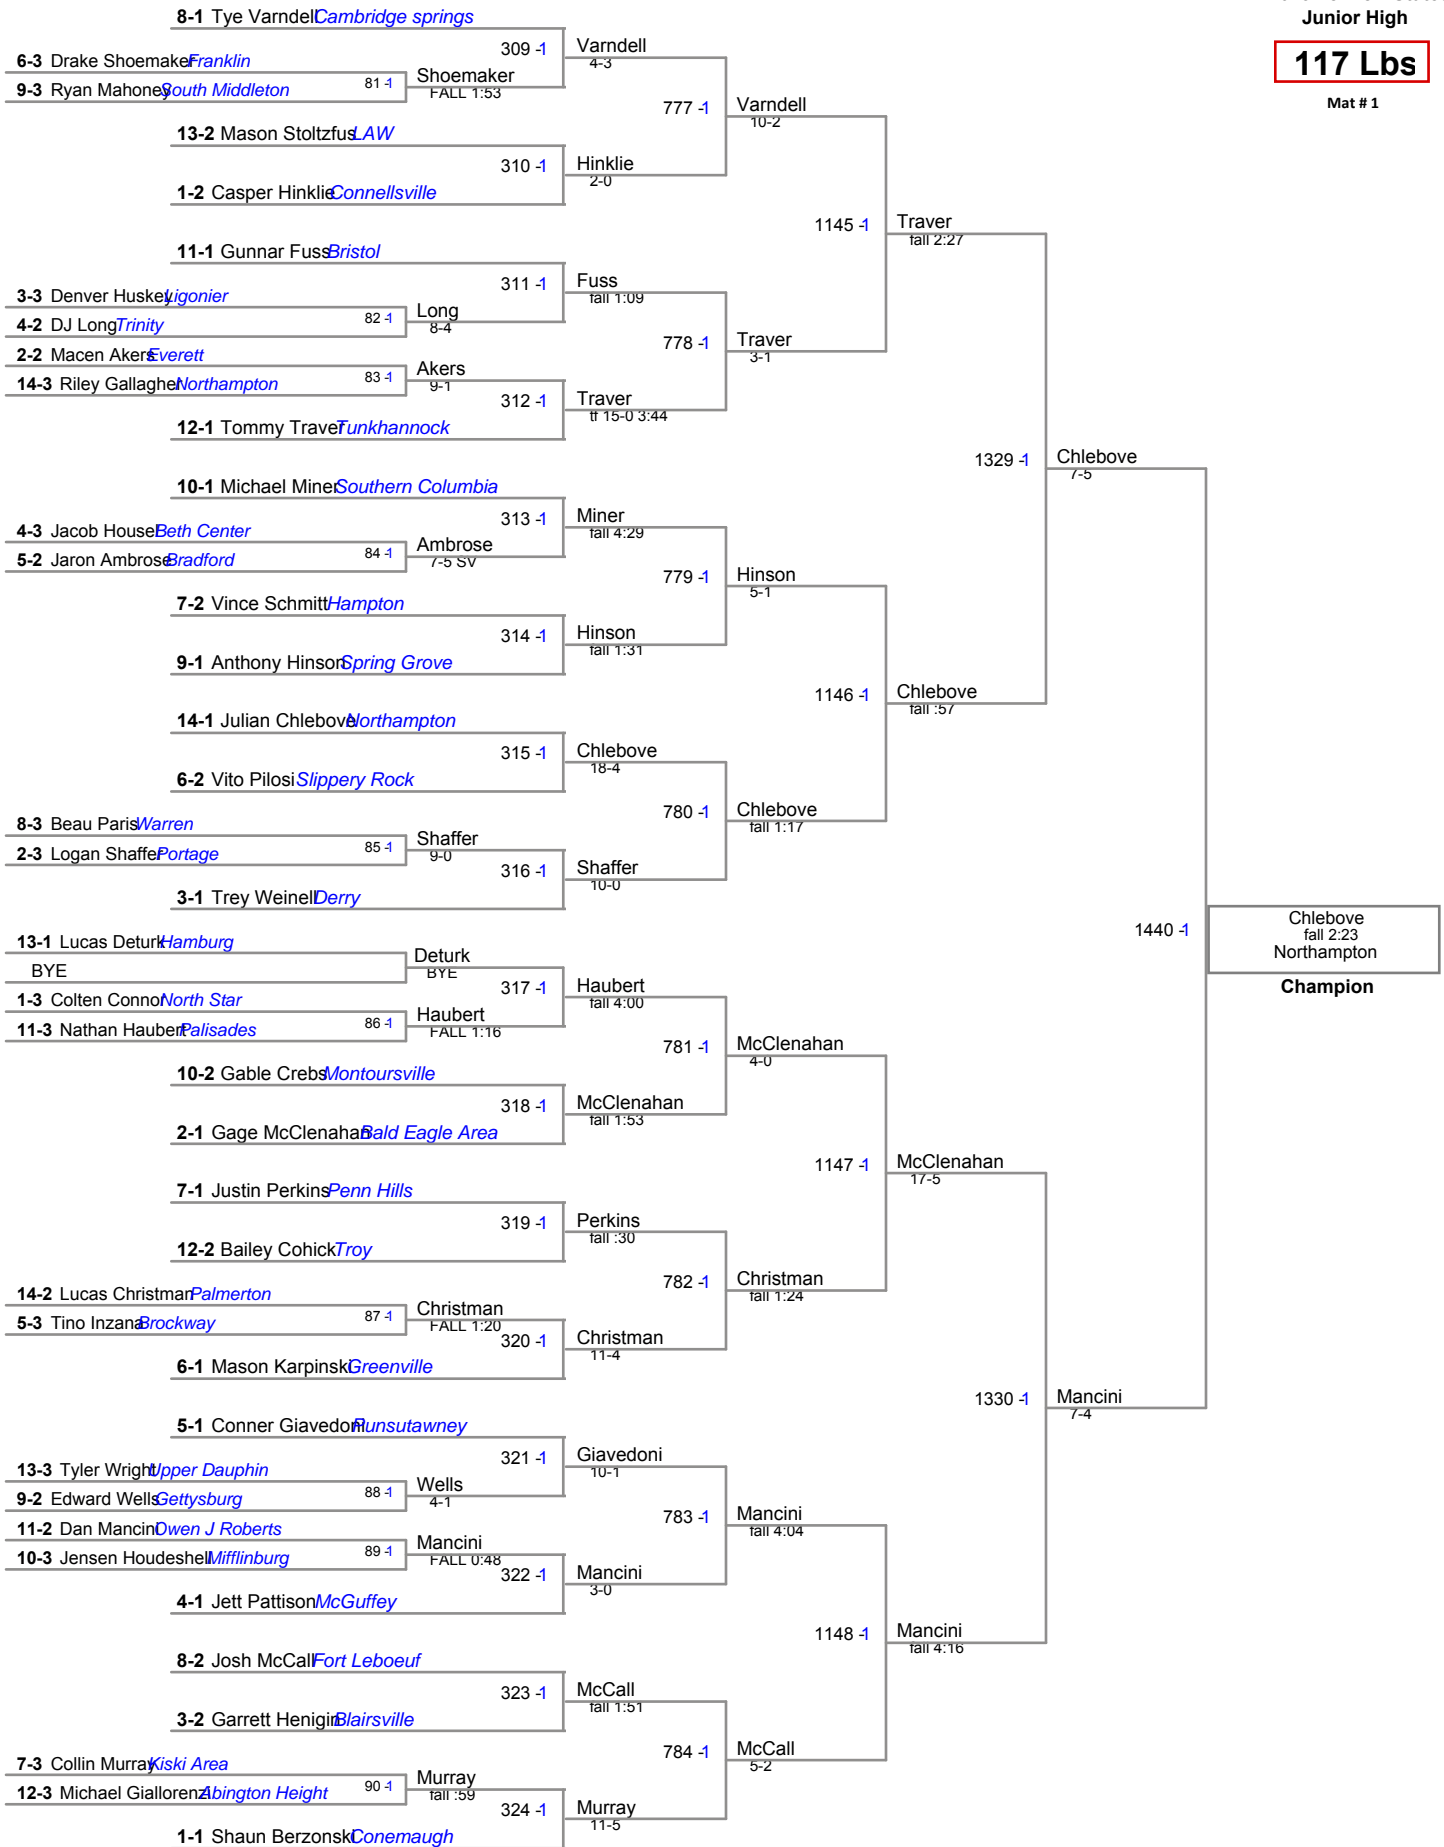 Junior High
117 Lbs
Mat # 1
8-1 Tye Varndell Cambridge springs
309 -1 Varndell
4-3
6-3 Drake Shoemaker Franklin
81 -1 Shoemaker
FALL 1:53
9-3 Ryan Mahoney South Middleton
777 -1 Varndell
10-2
13-2 Mason Stoltzfus LAW
310 -1 Hinklie
2-0
1-2 Casper Hinklie Connellsville
1145 -1 Traver
fall 2:27
11-1 Gunnar Fuss Bristol
311 -1 Fuss
fall 1:09
3-3 Denver Huskey Ligonier
82 -1 Long
8-4
4-2 DJ Long Trinity
778 -1 Traver
3-1
2-2 Macen Akers Everett
83 -1 Akers
9-1
14-3 Riley Gallagher Northampton
312 -1 Traver
tf 15-0 3:44
12-1 Tommy Traver Tunkhannock
1329 -1 Chlebove
7-5
10-1 Michael Miner Southern Columbia
313 -1 Miner
fall 4:29
4-3 Jacob Housel Beth Center
84 -1 Ambrose
7-5 SV
5-2 Jaron Ambrose Bradford
779 -1 Hinson
5-1
7-2 Vince Schmitt Hampton
314 -1 Hinson
fall 1:31
9-1 Anthony Hinson Spring Grove
1146 -1 Chlebove
fall :57
14-1 Julian Chlebove Northampton
315 -1 Chlebove
18-4
6-2 Vito Pilosi Slippery Rock
780 -1 Chlebove
fall 1:17
8-3 Beau Paris Warren
85 -1 Shaffer
9-0
2-3 Logan Shaffer Portage
316 -1 Shaffer
10-0
3-1 Trey Weinell Derry
1440 -1 Chlebove
fall 2:23
Northampton
Champion
13-1 Lucas Deturk Hamburg
Deturk
BYE
BYE
317 -1 Haubert
fall 4:00
1-3 Colten Connor North Star
86 -1 Haubert
FALL 1:16
11-3 Nathan Haubert Palisades
781 -1 McClenahan
4-0
10-2 Gable Crebs Montoursville
318 -1 McClenahan
fall 1:53
2-1 Gage McClenahan Bald Eagle Area
1147 -1 McClenahan
17-5
7-1 Justin Perkins Penn Hills
319 -1 Perkins
fall :30
12-2 Bailey Cohick Troy
782 -1 Christman
fall 1:24
14-2 Lucas Christman Palmerton
87 -1 Christman
FALL 1:20
5-3 Tino Inzana Brockway
320 -1 Christman
11-4
6-1 Mason Karpinski Greenville
1330 -1 Mancini
7-4
5-1 Conner Giavedoni Punsutawney
321 -1 Giavedoni
10-1
13-3 Tyler Wright Upper Dauphin
88 -1 Wells
4-1
9-2 Edward Wells Gettysburg
783 -1 Mancini
fall 4:04
11-2 Dan Mancini Owen J Roberts
89 -1 Mancini
FALL 0:48
10-3 Jensen Houdeshell Mifflinburg
322 -1 Mancini
3-0
4-1 Jett Pattison McGuffey
1148 -1 Mancini
fall 4:16
8-2 Josh McCall Fort Leboeuf
323 -1 McCall
fall 1:51
3-2 Garrett Henigin Blairsville
784 -1 McCall
5-2
7-3 Collin Murray Kiski Area
90 -1 Murray
fall :59
12-3 Michael Giallorenzi Abington Height
324 -1 Murray
11-5
1-1 Shaun Berzonski Conemaugh